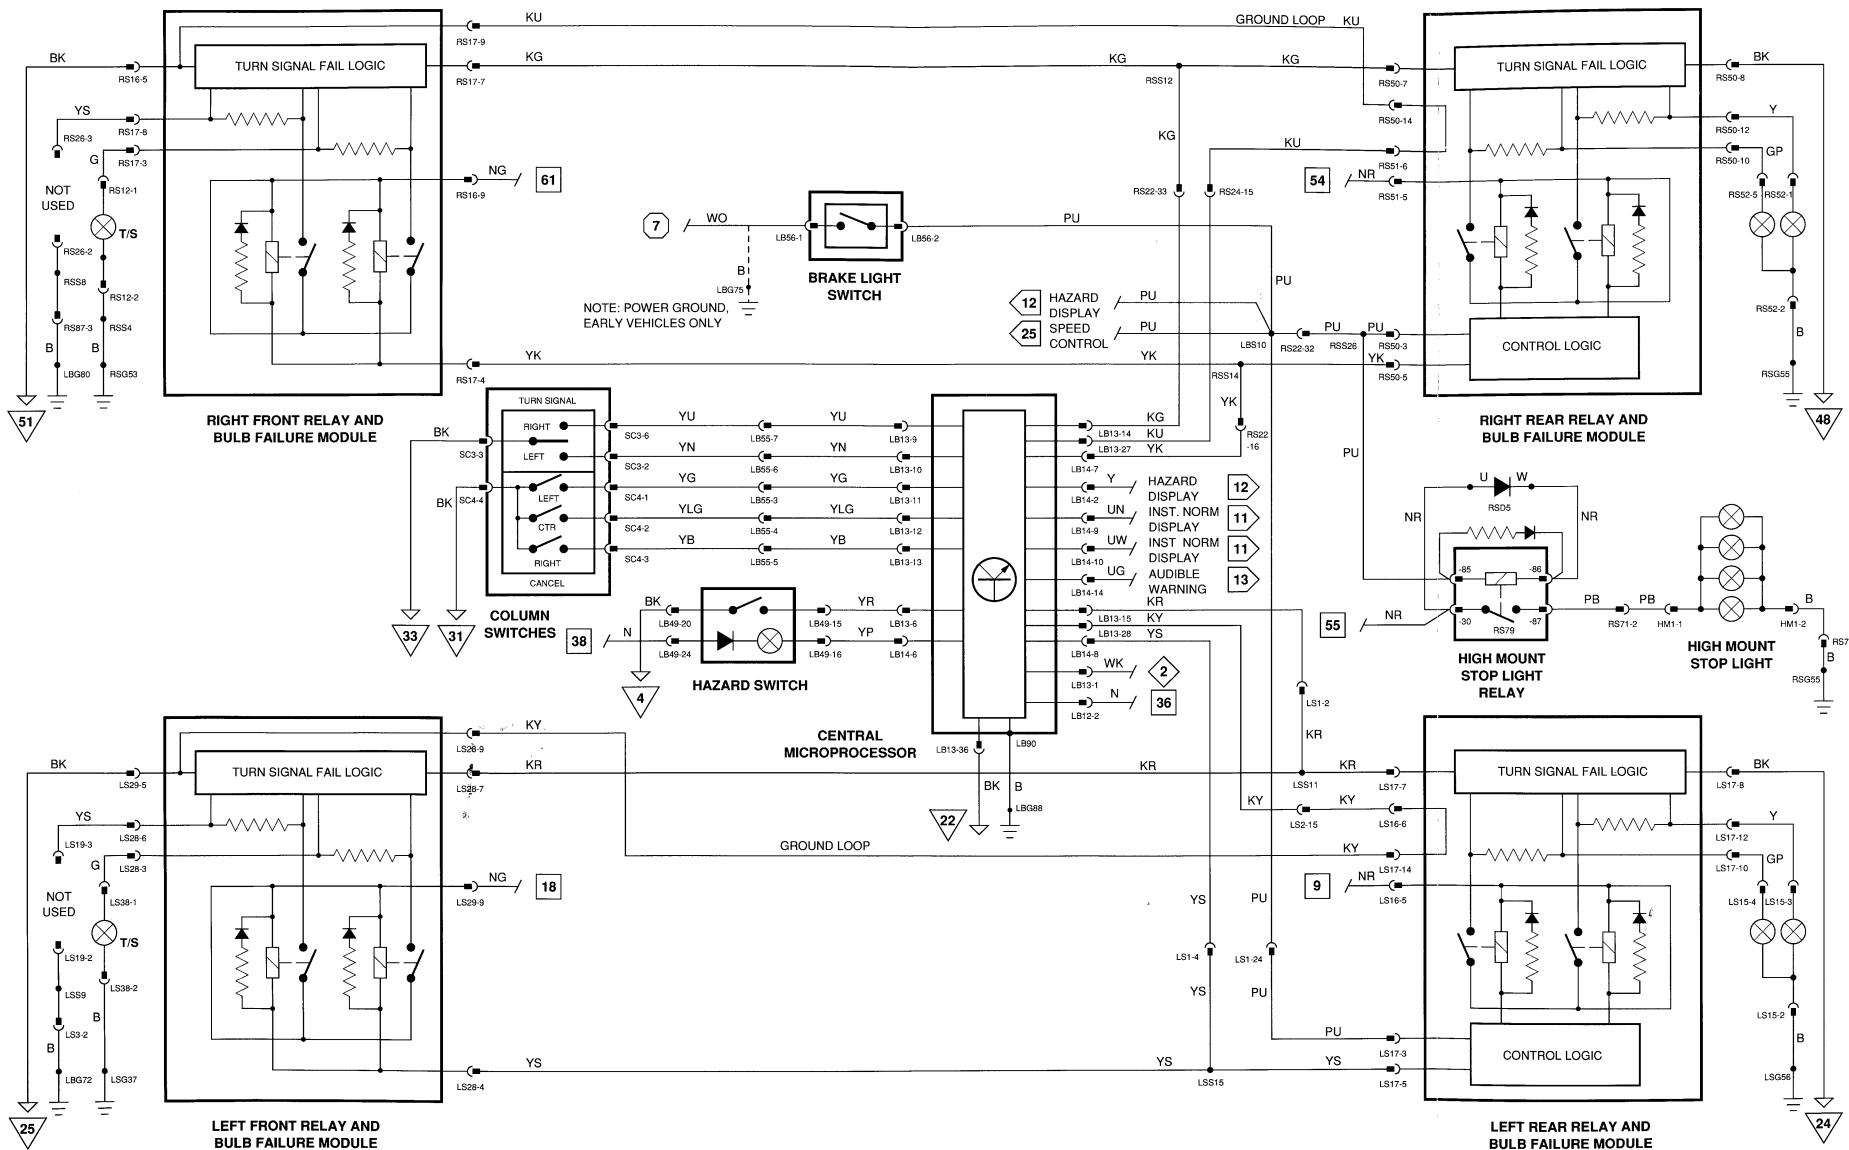 KU
GROUND LOOP KU
RS17-9
BK
TURN SIGNAL FAIL LOGIC
KG
KG
KG
TURN SIGNAL FAIL LOGIC
BK
RS16-5
RS17-7
RSS12
RS50-7
RS50-8
YS
RS50-14
Y
RS26-3
RS17-8
KG
RS50-12
G
RS17-3
KU
RS51-6
RS50-10
GP
NOT
USED
RS12-1
NG
61
RS16-9
RS22-33
RS24-15
54
NR
RS51-5
RS52-5
RS52-1
T/S
7
WO
LB56-1
LB56-2
PU
RS26-2
RSS8
RS12-2
B
LBG75
BRAKE LIGHT
SWITCH
PU
NOTE: POWER GROUND,
EARLY VEHICLES ONLY
12
HAZARD
DISPLAY
PU
25
SPEED
CONTROL
PU
RS87-3
RSS4
LBS10
RS22-32
PU
RSS26
PU
RS50-3
CONTROL LOGIC
RS52-2
B
B
B
YK
YK
YK
LBG80
RSG53
RS17-4
RSS14
RS50-5
RSG55
51
RIGHT FRONT RELAY AND
BULB FAILURE MODULE
RIGHT REAR RELAY AND
BULB FAILURE MODULE
48
TURN SIGNAL
RIGHT
LEFT
LEFT
CTR
RIGHT
CANCEL
BK
SC3-3
BK
SC4-4
YU
YU
SC3-6
LB55-7
LB13-9
YN
YN
SC3-2
LB55-6
LB13-10
YG
YG
SC4-1
LB55-3
LB13-11
YLG
YLG
SC4-2
LB55-4
LB13-12
YB
YB
SC4-3
LB55-5
LB13-13
KG
LB13-14
KU
LB13-27
YK
LB14-7
YK
RS22
-16
Y
LB14-2
HAZARD
DISPLAY
12
UN
LB14-9
INST. NORM
DISPLAY
11
UW
LB14-10
INST NORM
DISPLAY
11
UG
LB14-14
AUDIBLE
WARNING
13
KR
LB13-15
KY
LB13-28
YS
LB14-8
WK
LB13-1
2
N
LB12-2
36
COLUMN
SWITCHES
33
31
BK
LB49-20
LB49-15
YR
LB13-6
38
N
LB49-24
LB49-16
YP
LB14-6
4
HAZARD SWITCH
CENTRAL
MICROPROCESSOR
LB13-36
LB90
BK
B
LBG88
22
PU
U
W
RSD5
NR
NR
-85
-86
-30
-87
RS79
55
NR
PB
RS71-2
PB
HM1-1
B
HM1-2
RS7
B
RSG55
HIGH MOUNT
STOP LIGHT
RELAY
HIGH MOUNT
STOP LIGHT
LS1-2
KR
KY
LS28-9
BK
TURN SIGNAL FAIL LOGIC
KR
KR
KR
TURN SIGNAL FAIL LOGIC
BK
LS29-5
LS28-7
LSS11
LS17-7
LS17-8
YS
KY
KY
Y
LS19-3
LS28-6
LS2-15
LS16-6
LS17-12
G
LS28-3
GROUND LOOP
KY
LS17-14
LS17-10
GP
NOT
USED
LS38-1
NG
18
LS29-9
9
NR
LS16-5
LS15-4
LS15-3
YS
PU
T/S
LS19-2
LS1-4
LS1-24
LSS9
LS38-2
YS
PU
B
LS3-2
B
PU
LS17-3
CONTROL LOGIC
LS15-2
B
YS
YS
YS
LBG72
LSG37
LS28-4
LSS15
LS17-5
LSG56
25
LEFT FRONT RELAY AND
BULB FAILURE MODULE
LEFT REAR RELAY AND
BULB FAILURE MODULE
24